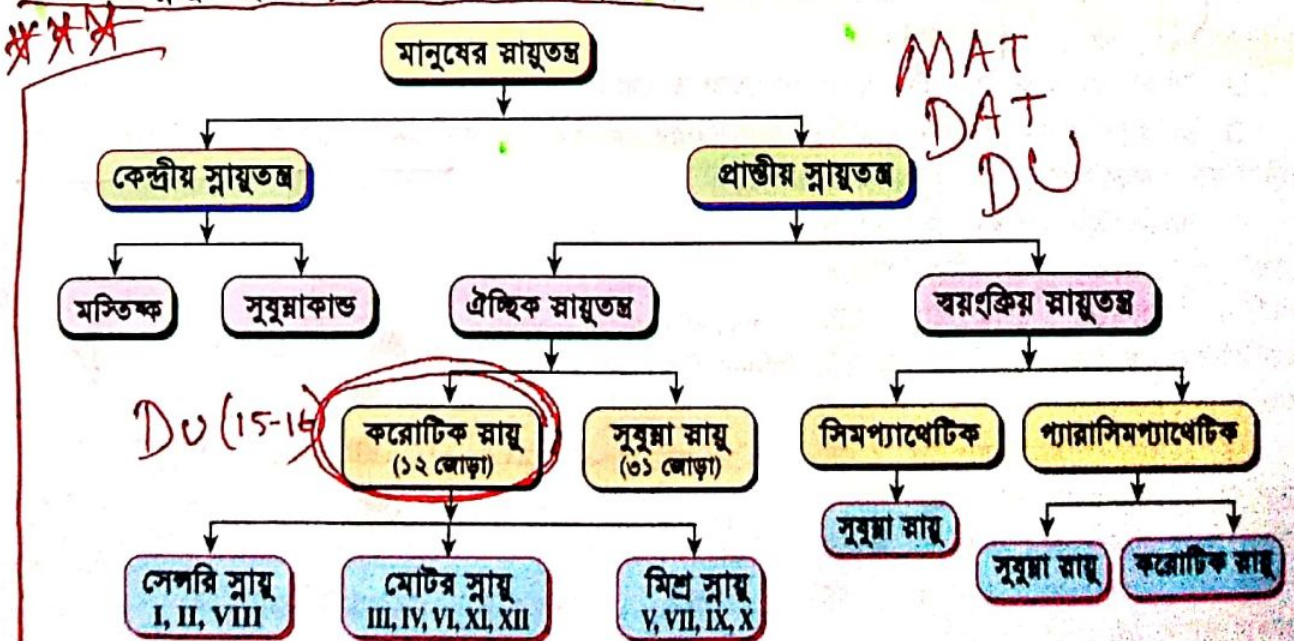 মানুষের স্নায়ুতন্ত্র
MAT
DAT
DU
কেন্দ্রীয় স্নায়ুতন্ত্র
প্রান্তীয় স্নায়ুতন্ত্র
মস্তিষ্ক
সুষুম্নাকান্ড
ঐচ্ছিক স্নায়ুতন্ত্র
স্বয়ংক্রিয় স্নায়ুতন্ত্র
DU (15-16)
করোটিক স্নায়ু
(১২ জোড়া)
সুষুম্না স্নায়ু
(৩১ জোড়া)
সিমপ্যাথেটিক
প্যারাসিমপ্যাথেটিক
সুষুম্না স্নায়ু
সুষুম্না স্নায়ু
করোটিক স্নায়ু
সেন্সরি স্নায়ু
I, II, VIII
মোটর স্নায়ু
III, IV, VI, XI, XII
মিশ্র স্নায়ু
V, VII, IX, X